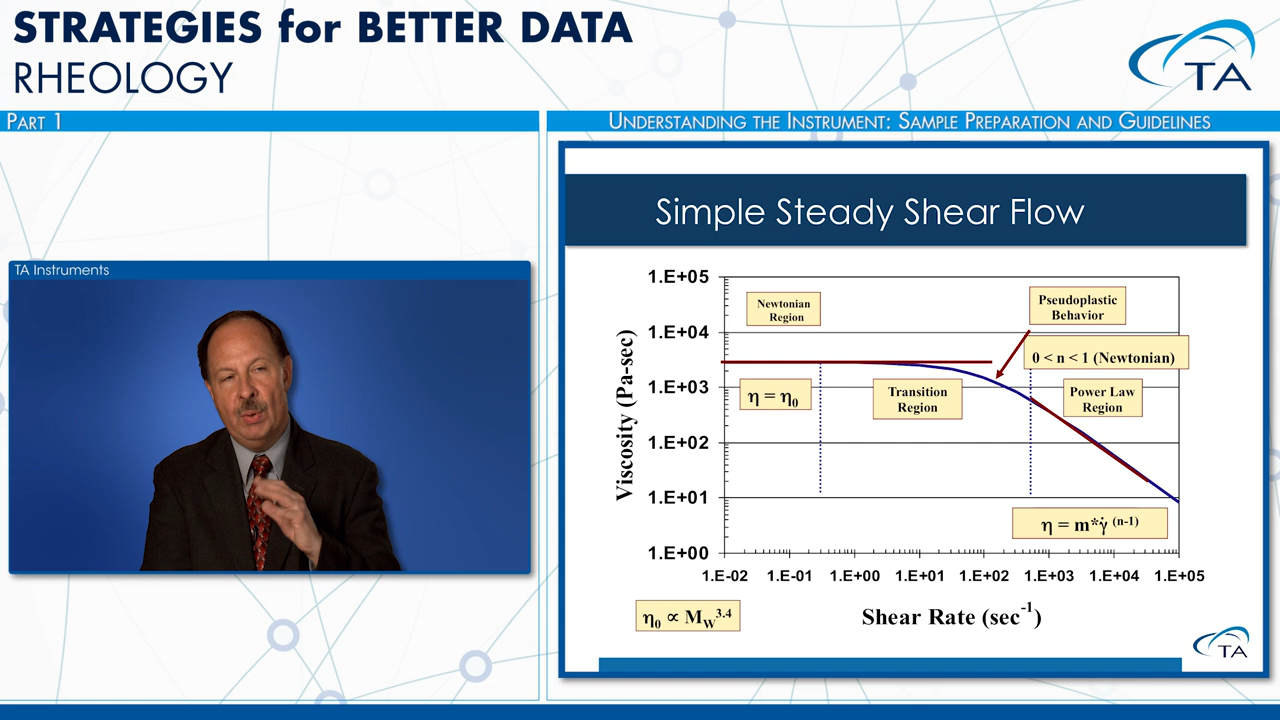 STRATEGIES for BETTER DATA
RHEOLOGY
TA
PART 1
UNDERSTANDING THE INSTRUMENT: SAMPLE PREPARATION AND GUIDELINES
TA Instruments
Simple Steady Shear Flow
1.E+05
1.E+04
1.E+03
1.E+02
1.E+01
1.E+00
Viscosity (Pa-sec)
Newtonian
Region
Pseudoplastic
Behavior
0 < n < 1 (Newtonian)
η = η₀
Transition
Region
Power Law
Region
η = m*γ̇ ⁽ⁿ⁻¹⁾
1.E-02 1.E-01 1.E+00 1.E+01 1.E+02 1.E+03 1.E+04 1.E+05
Shear Rate (sec⁻¹)
η₀ ∝ M_W^3.4
TA